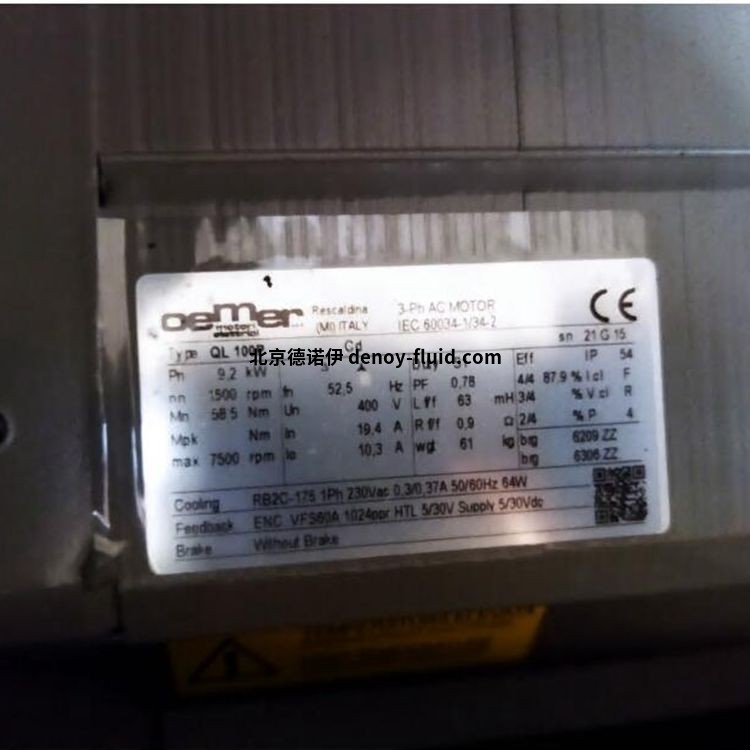 oemer
motori elettrici
Rescaldina
(MI) ITALY
3-Ph AC MOTOR
IEC 60034-1/34-2
CE
sn 21 G 15
Type QL 100P
北京德诺伊 denoy-fluid.com
Pn 9,2 kW
nn 1500 rpm
Mn 58.5 Nm
Mpk Nm
max 7500 rpm
Cd
fn 52,5 Hz
Un 400 V
In 19,4 A
Io 10,3 A
PF 0,78
L f/f 63 mH
R f/f 0,9 Ω
wgt 61 kg
Eff IP 54
4/4 87.9 % I.cl F
3/4 % V.cl R
2/4 % P 4
brg 6209 ZZ
brg 6306 ZZ
Cooling RB2C-175 1Ph 230Vac 0,3/0,37A 50/60Hz 64W
Feedback ENC VFS60A 1024ppr HTL 5/30V Supply 5/30Vdc
Brake Without Brake